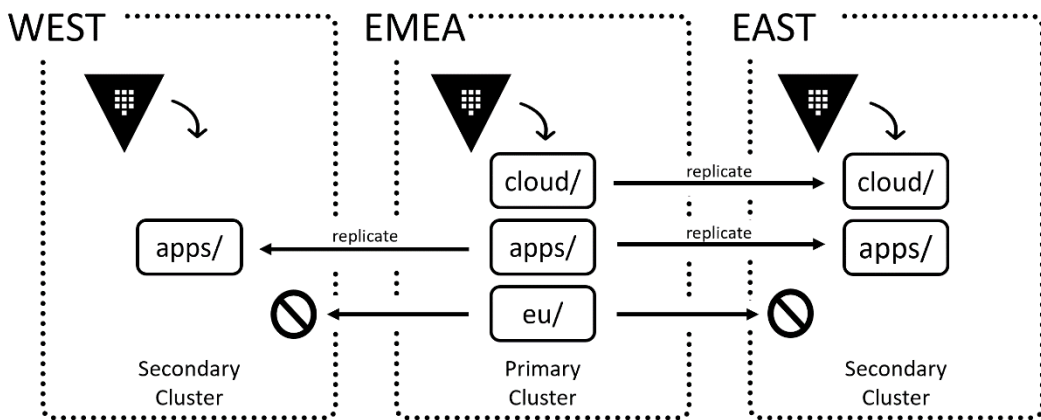 WEST
EMEA
EAST
cloud/
replicate
cloud/
apps/
replicate
apps/
replicate
apps/
eu/
Secondary
Cluster
Primary
Cluster
Secondary
Cluster